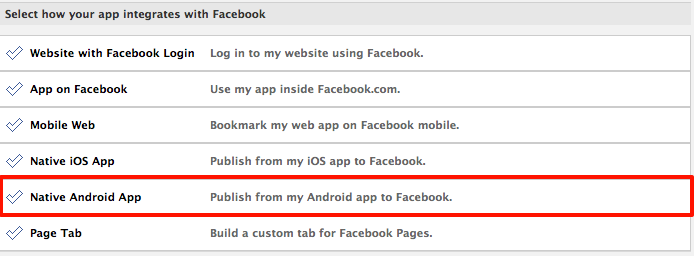 Select how your app integrates with Facebook
Website with Facebook Login Log in to my website using Facebook.
App on Facebook Use my app inside Facebook.com.
Mobile Web Bookmark my web app on Facebook mobile.
Native iOS App Publish from my iOS app to Facebook.
Native Android App Publish from my Android app to Facebook.
Page Tab Build a custom tab for Facebook Pages.